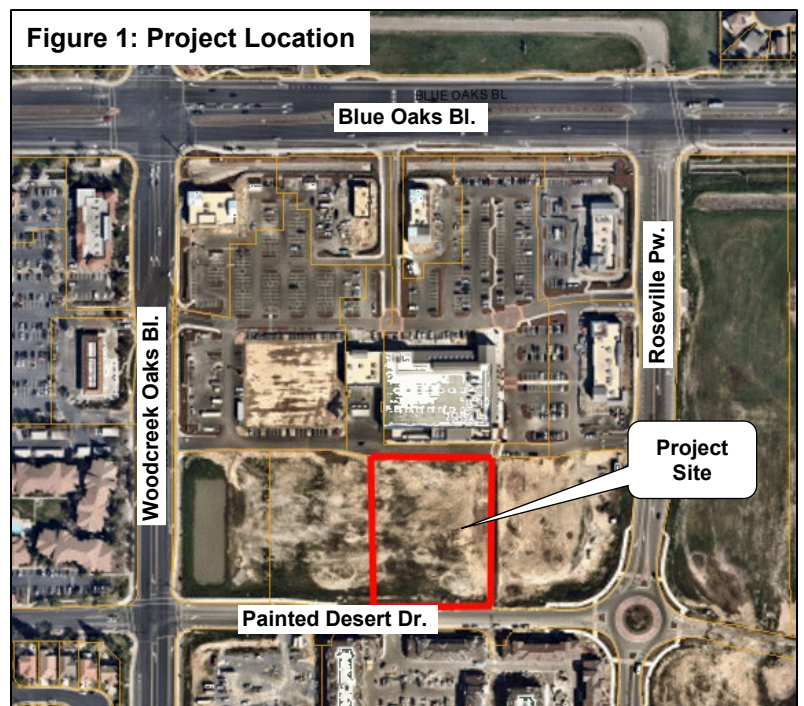 Figure 1: Project Location
BLUE OAKS BL
Blue Oaks Bl.
Woodcreek Oaks Bl.
Roseville Pw.
Project
Site
Painted Desert Dr.